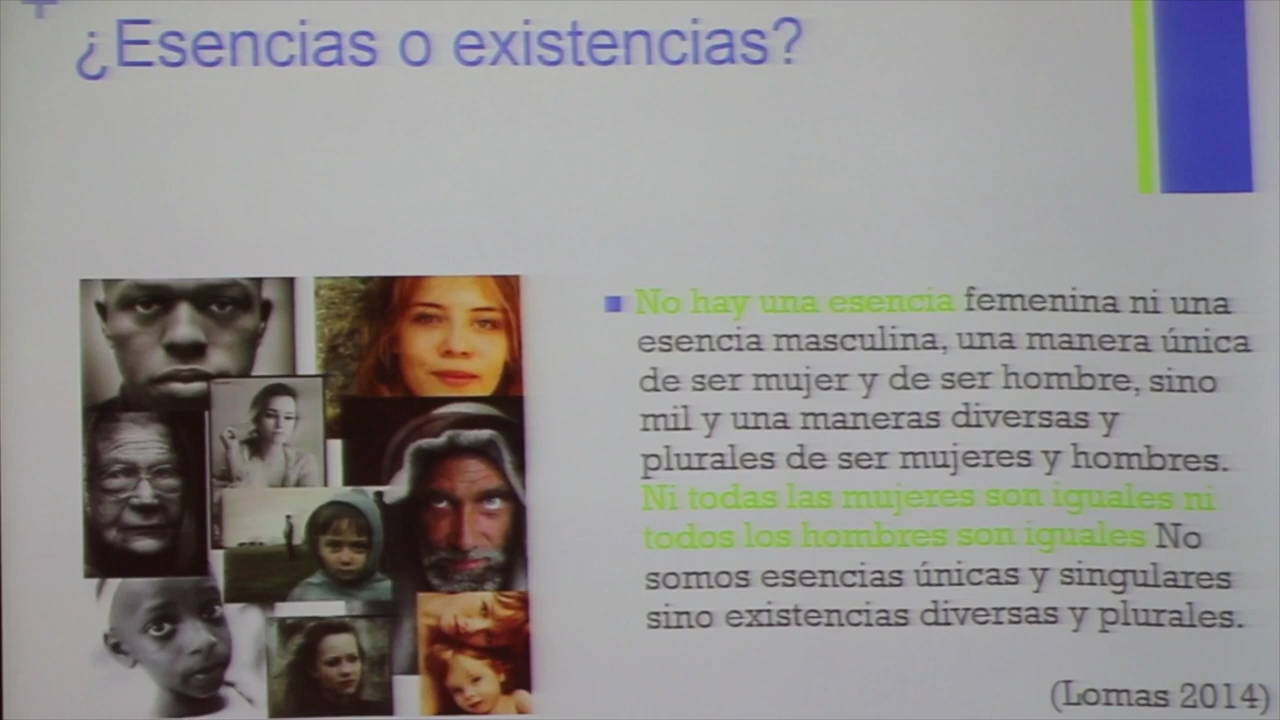 ¿Esencias o existencias?
No hay una esencia femenina ni una
esencia masculina, una manera única
de ser mujer y de ser hombre, sino
mil y una maneras diversas y
plurales de ser mujeres y hombres.
Ni todas las mujeres son iguales ni
todos los hombres son iguales No
somos esencias únicas y singulares
sino existencias diversas y plurales.
(Lomas 2014)